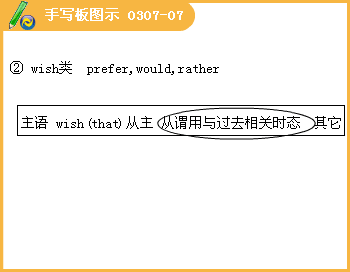 手写板图示 0307-07
② wish类 prefer,would,rather
主语 wish(that)从主 从谓用与过去相关时态 其它